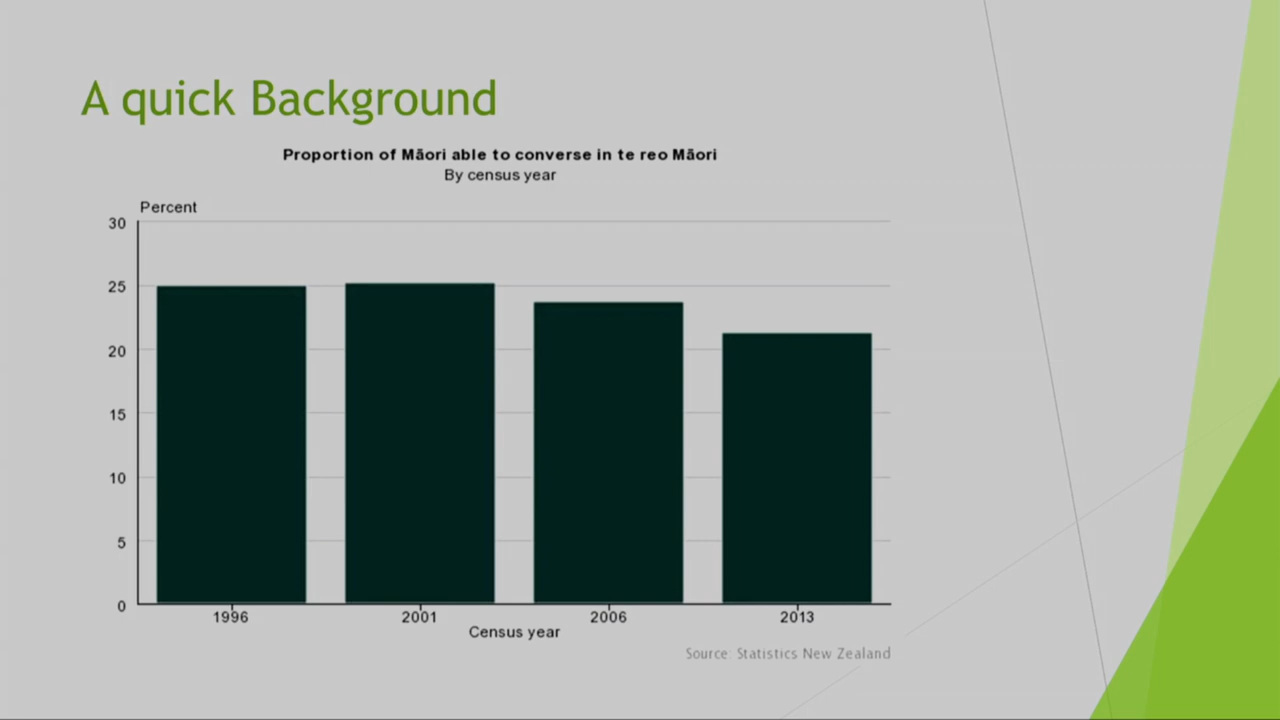 A quick Background
Proportion of Māori able to converse in te reo Māori
By census year
Percent
30
25
20
15
10
5
0
1996 2001 2006 2013
Census year
Source: Statistics New Zealand